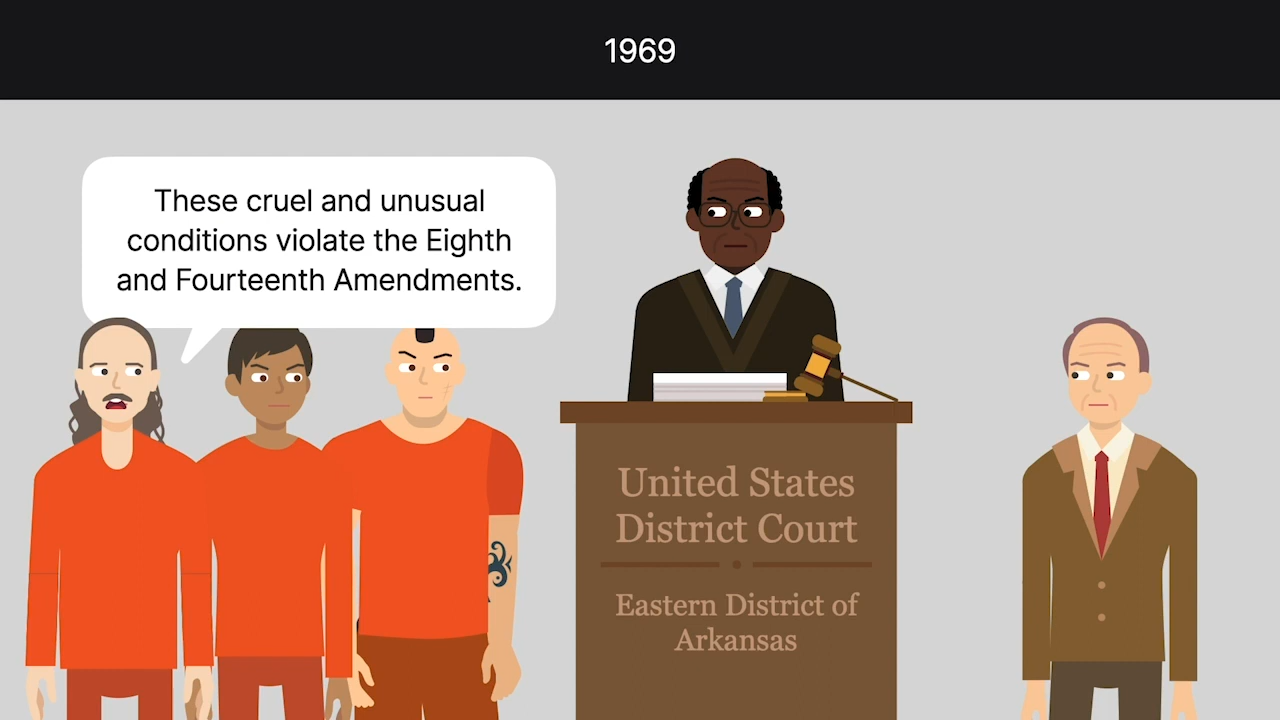 1969
These cruel and unusual
conditions violate the Eighth
and Fourteenth Amendments.
United States
District Court
Eastern District of
Arkansas